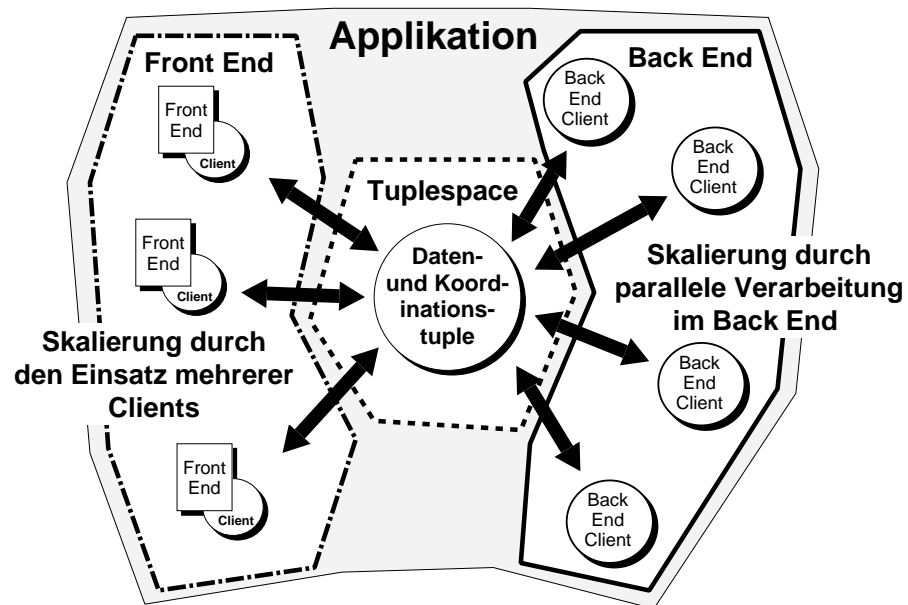 Applikation
Front End
Front
End
Client
Front
End
Client
Skalierung durch
den Einsatz mehrerer
Clients
Front
End
Client
Tuplespace
Daten-
und Koord-
inations-
tuple
Back End
Back
End
Client
Back
End
Client
Skalierung durch
parallele Verarbeitung
im Back End
Back
End
Client
Back
End
Client